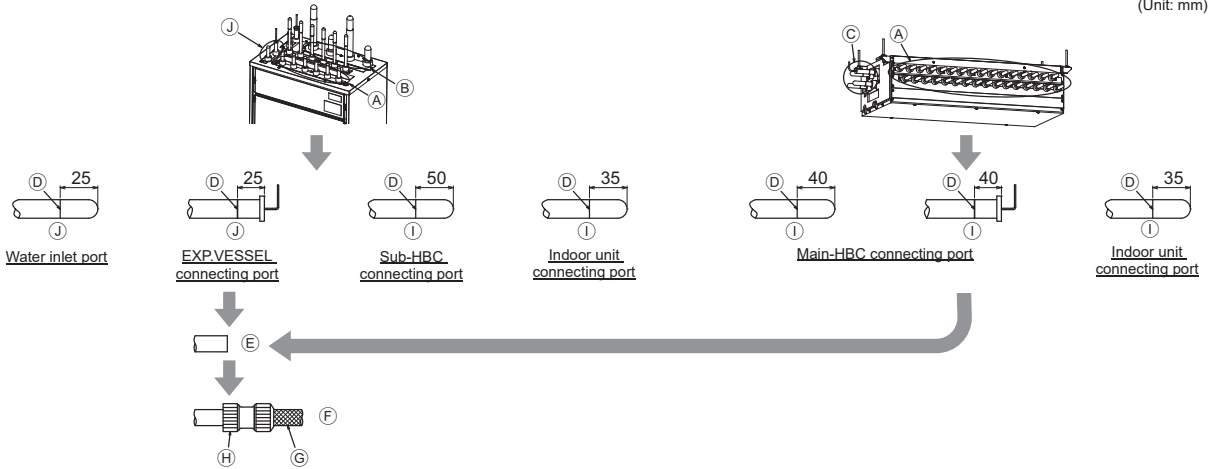 (Unit: mm)
J
B
A
C
A
D
25
J
Water inlet port
D
25
J
EXP.VESSEL
connecting port
D
50
I
Sub-HBC
connecting port
D
35
I
Indoor unit
connecting port
D
40
I
D
40
I
Main-HBC connecting port
D
35
I
Indoor unit
connecting port
E
F
H
G